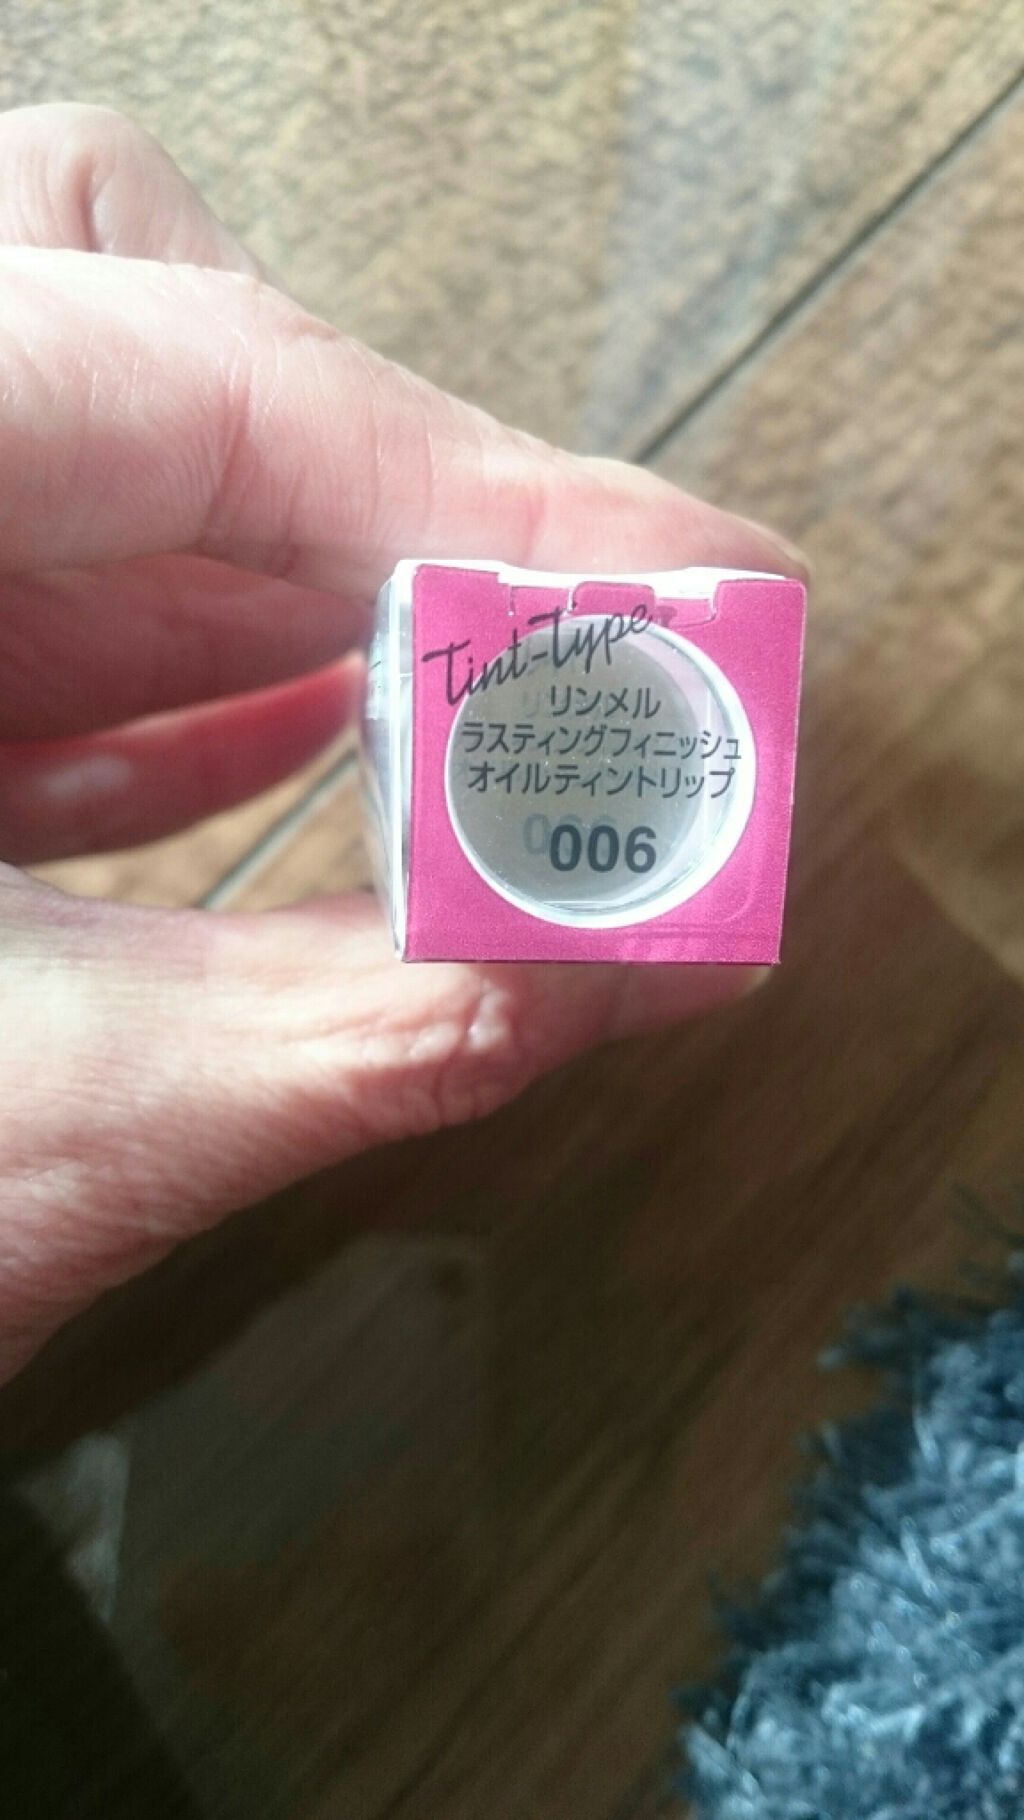 Tint-Type
リンメル
ラスティングフィニッシュ
オイルティントリップ
006